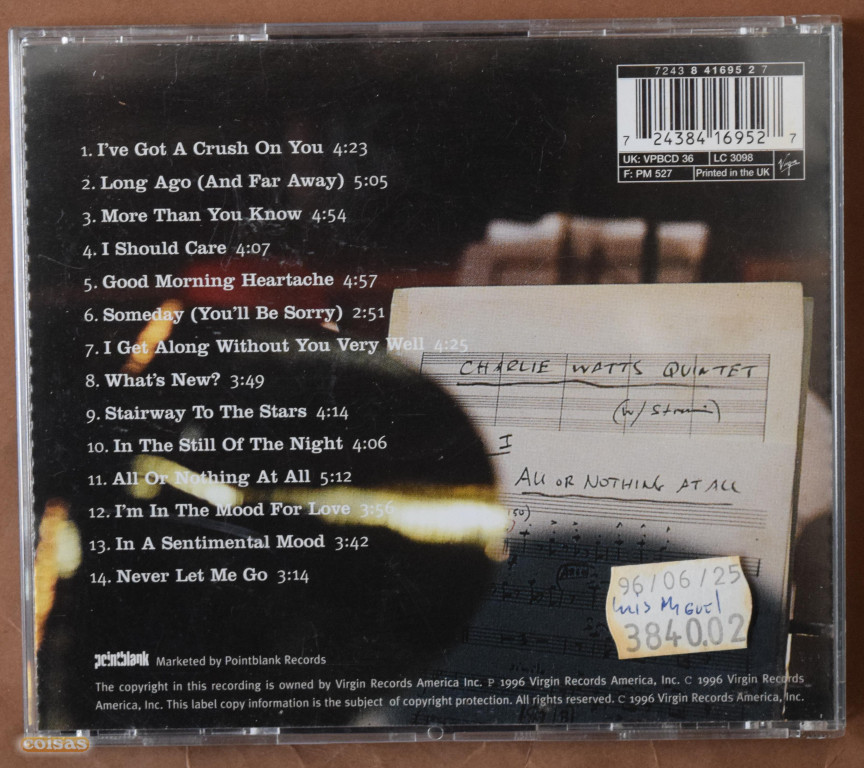 7243 8 41695 2 7
7 24384 16952 7
UK: VPBCD 36 LC 3098
F: PM 527 Printed in the UK Virgin
1. I've Got A Crush On You 4:23
2. Long Ago (And Far Away) 5:05
3. More Than You Know 4:54
4. I Should Care 4:07
5. Good Morning Heartache 4:57
6. Someday (You'll Be Sorry) 2:51
7. I Get Along Without You Very Well 4:25
8. What's New? 3:49
9. Stairway To The Stars 4:14
10. In The Still Of The Night 4:06
11. All Or Nothing At All 5:12
12. I'm In The Mood For Love 3:56
13. In A Sentimental Mood 3:42
14. Never Let Me Go 3:14
CHARLIE WATTS QUINTET
I
All OR NOTHING AT All
96/06/25
Luis Miguel
3840.02
pointblank Marketed by Pointblank Records
The copyright in this recording is owned by Virgin Records America Inc. P 1996 Virgin Records America, Inc. C 1996 Virgin Records
America, Inc. This label copy information is the subject of copyright protection. All rights reserved. C 1996 Virgin Records America, Inc.
coisas